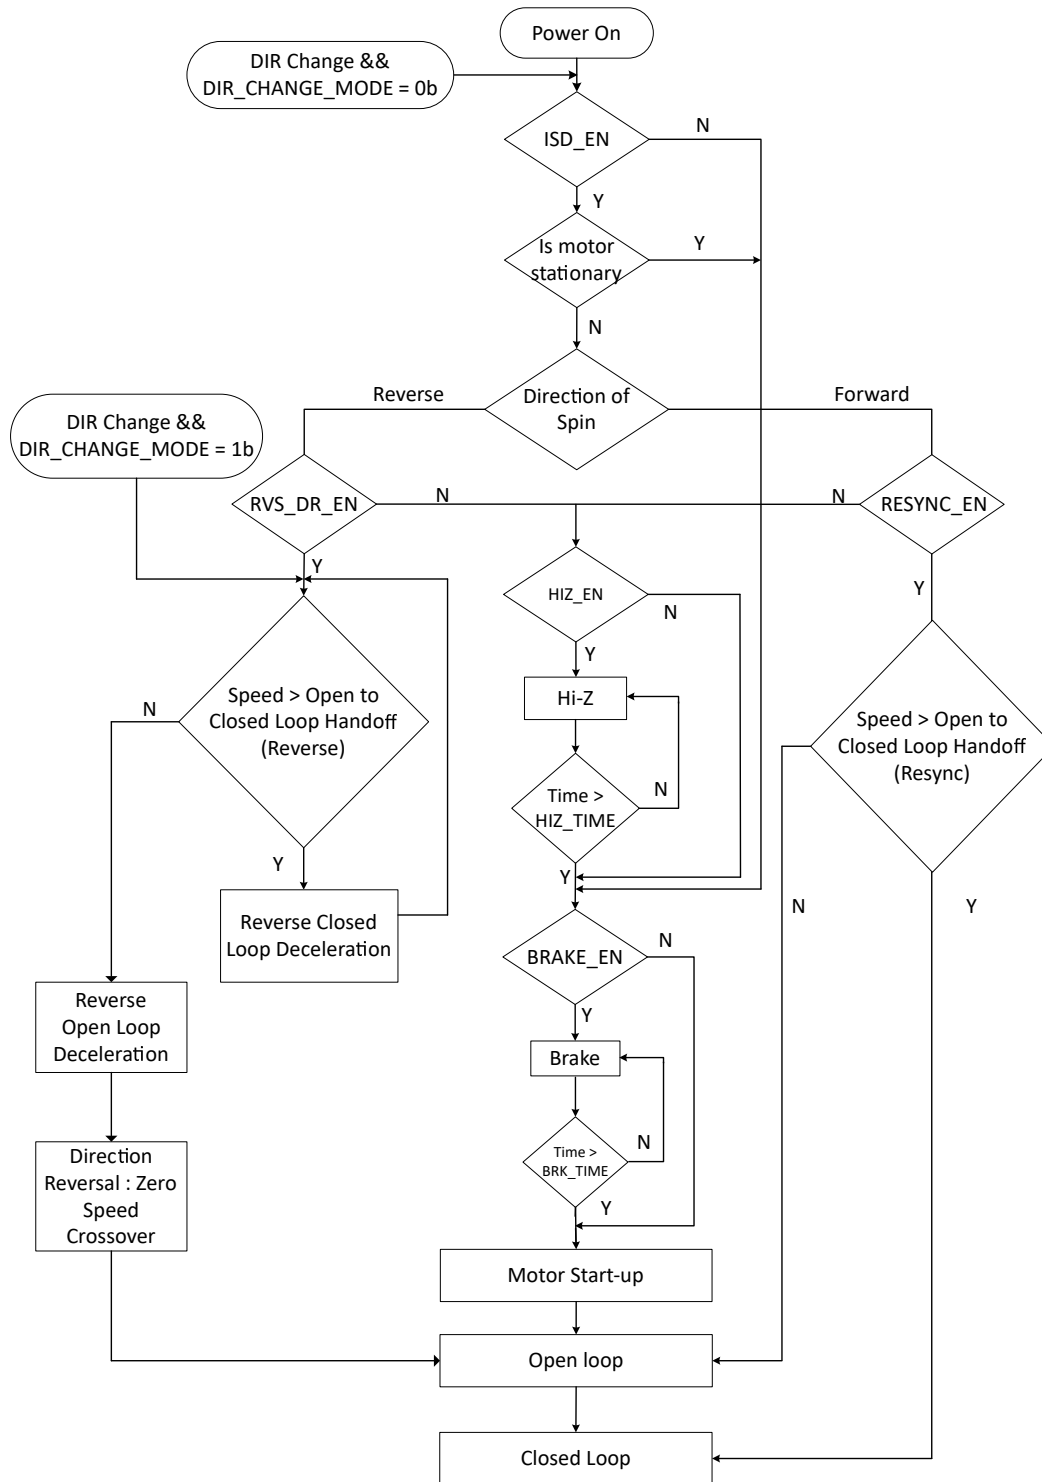 Power On
DIR Change &&
DIR_CHANGE_MODE = 0b
ISD_EN
N
Y
Is motor
stationary
Y
N
Direction of
Spin
Reverse
Forward
DIR Change &&
DIR_CHANGE_MODE = 1b
RVS_DR_EN
N
N
RESYNC_EN
Y
Y
HIZ_EN
N
Y
Speed > Open to
Closed Loop Handoff
(Reverse)
N
Y
Hi-Z
Time >
HIZ_TIME
N
Y
Speed > Open to
Closed Loop Handoff
(Resync)
N
Y
Reverse Closed
Loop Deceleration
BRAKE_EN
N
Y
Reverse
Open Loop
Deceleration
Brake
Time >
BRK_TIME
N
Y
Direction
Reversal : Zero
Speed
Crossover
Motor Start-up
Open loop
Closed Loop